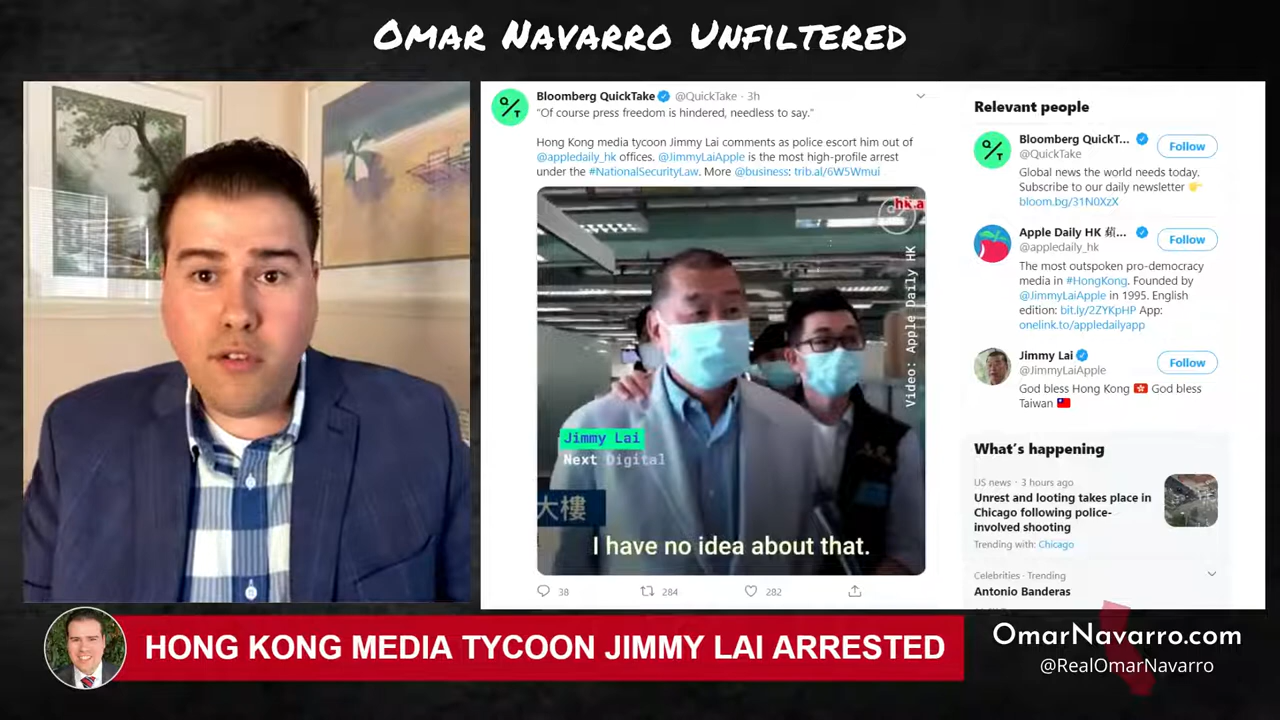 Omar Navarro Unfiltered
Bloomberg QuickTake @QuickTake · 3h
"Of course press freedom is hindered, needless to say."
Hong Kong media tycoon Jimmy Lai comments as police escort him out of
@appledaily_hk offices. @JimmyLaiApple is the most high-profile arrest
under the #NationalSecurityLaw. More @business: trib.al/6W5Wmui
hk.a
Video: Apple Daily HK
Jimmy Lai
Next Digital
大樓
I have no idea about that.
38 284 282
Relevant people
Bloomberg QuickT...
@QuickTake
Follow
Global news the world needs today.
Subscribe to our daily newsletter 👉
bloom.bg/31N0XzX
Apple Daily HK 蘋...
@appledaily_hk
Follow
The most outspoken pro-democracy
media in #HongKong. Founded by
@JimmyLaiApple in 1995. English
edition: bit.ly/2ZYKpHP App:
onelink.to/appledailyapp
Jimmy Lai
@JimmyLaiApple
Follow
God bless Hong Kong 🇭🇰 God bless
Taiwan 🇹🇼
What's happening
US news · 3 hours ago
Unrest and looting takes place in
Chicago following police-
involved shooting
Trending with: Chicago
Celebrities · Trending
Antonio Banderas
HONG KONG MEDIA TYCOON JIMMY LAI ARRESTED
OmarNavarro.com
@RealOmarNavarro